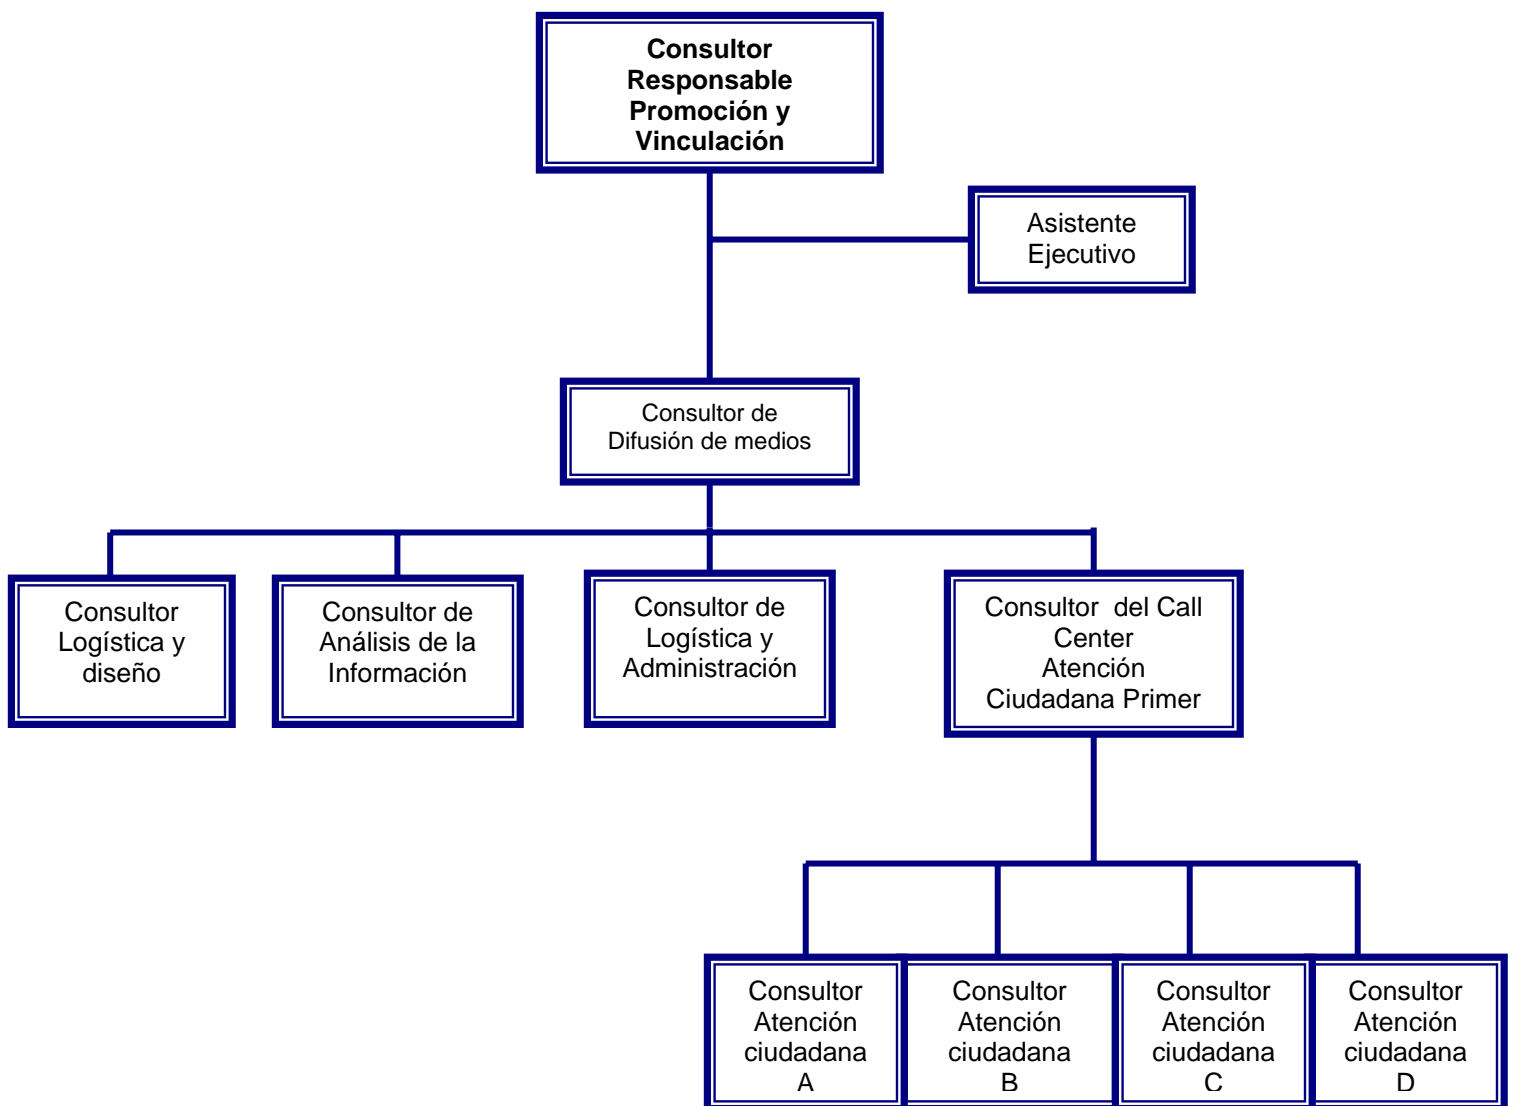 Consultor
Responsable
Promoción y
Vinculación
Asistente
Ejecutivo
Consultor de
Difusión de medios
Consultor
Logística y
diseño
Consultor de
Análisis de la
Información
Consultor de
Logística y
Administración
Consultor del Call
Center
Atención
Ciudadana Primer
Consultor
Atención
ciudadana
A
Consultor
Atención
ciudadana
B
Consultor
Atención
ciudadana
C
Consultor
Atención
ciudadana
D